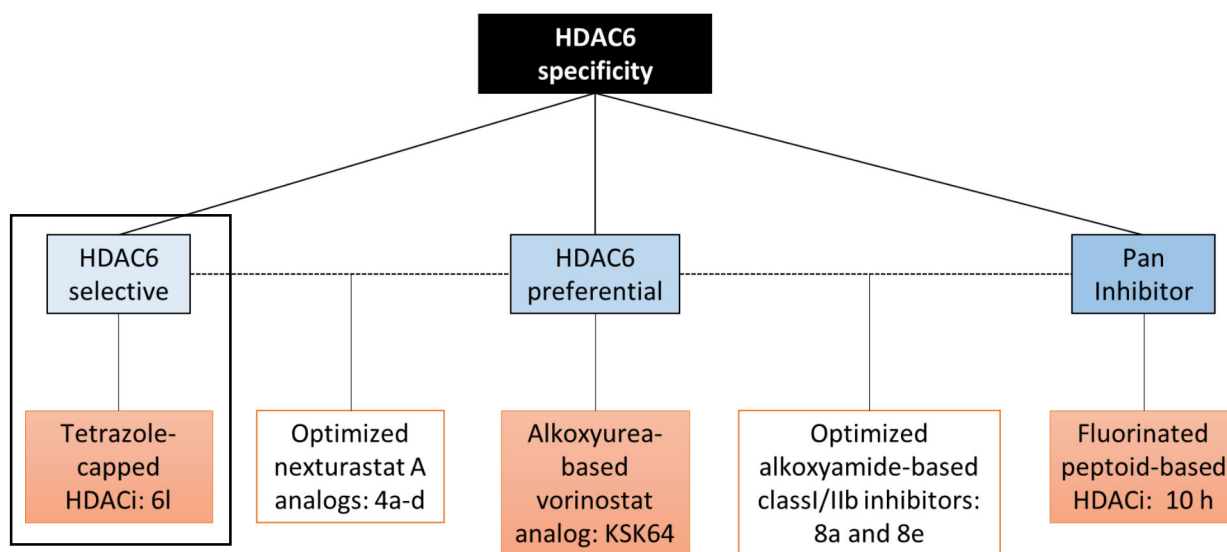 HDAC6
specificity
HDAC6
selective
HDAC6
preferential
Pan
Inhibitor
Tetrazole-
capped
HDACi: 6l
Optimized
nexturastat A
analogs: 4a-d
Alkoxyurea-
based
vorinostat
analog: KSK64
Optimized
alkoxyamide-based
classI/IIb inhibitors:
8a and 8e
Fluorinated
peptoid-based
HDACi:  10 h